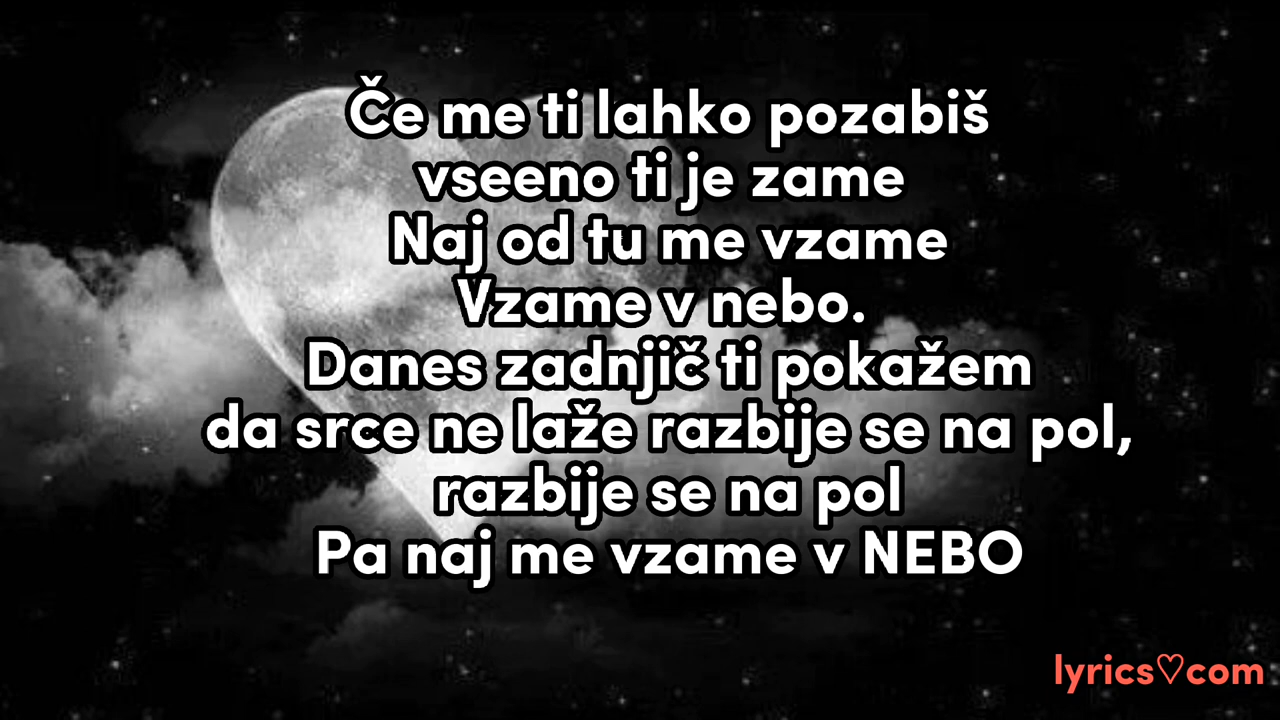 Če me ti lahko pozabiš
vseeno ti je zame
Naj od tu me vzame
Vzame v nebo.
Danes zadnjič ti pokažem
da srce ne laže razbije se na pol,
razbije se na pol
Pa naj me vzame v NEBO
lyrics♡com